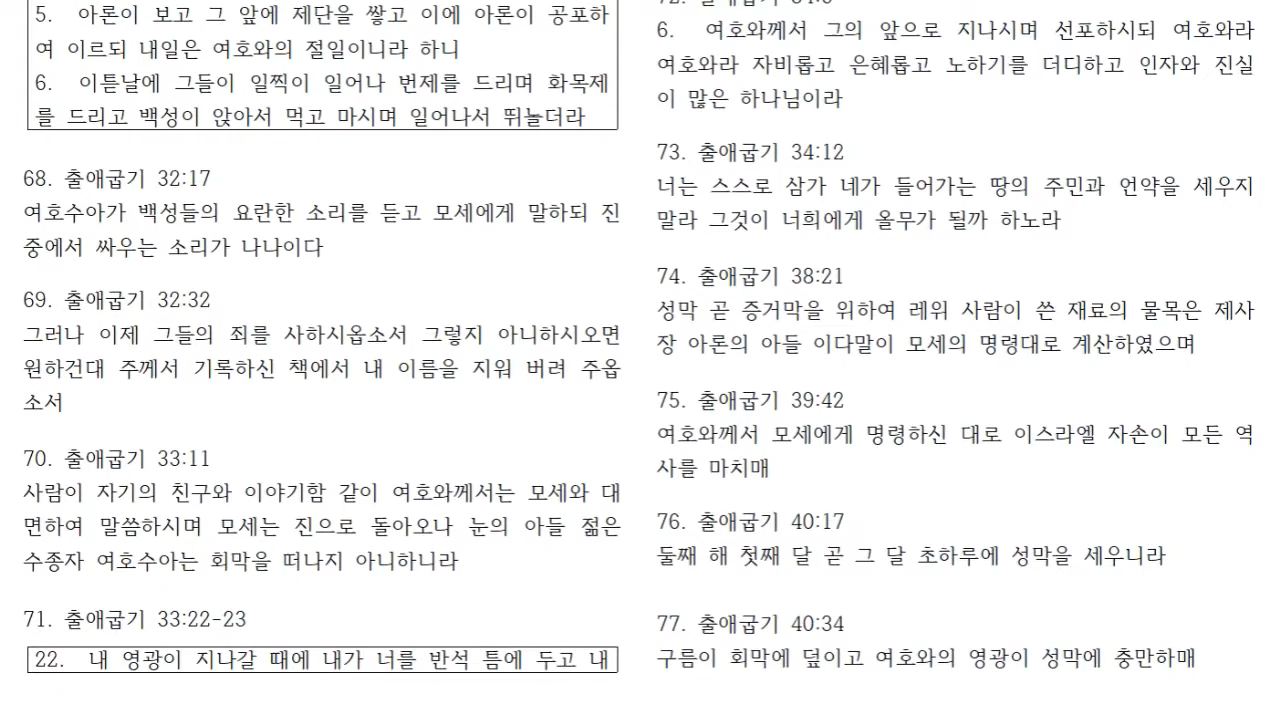 5. 아론이 보고 그 앞에 제단을 쌓고 이에 아론이 공포하
여 이르되 내일은 여호와의 절일이니라 하니
6. 이튿날에 그들이 일찍이 일어나 번제를 드리며 화목제
를 드리고 백성이 앉아서 먹고 마시며 일어나서 뛰놀더라
68. 출애굽기 32:17
여호수아가 백성들의 요란한 소리를 듣고 모세에게 말하되 진
중에서 싸우는 소리가 나나이다
69. 출애굽기 32:32
그러나 이제 그들의 죄를 사하시옵소서 그렇지 아니하시오면
원하건대 주께서 기록하신 책에서 내 이름을 지워 버려 주옵
소서
70. 출애굽기 33:11
사람이 자기의 친구와 이야기함 같이 여호와께서는 모세와 대
면하여 말씀하시며 모세는 진으로 돌아오나 눈의 아들 젊은
수종자 여호수아는 회막을 떠나지 아니하니라
71. 출애굽기 33:22-23
22. 내 영광이 지나갈 때에 내가 너를 반석 틈에 두고 내
6. 여호와께서 그의 앞으로 지나시며 선포하시되 여호와라
여호와라 자비롭고 은혜롭고 노하기를 더디하고 인자와 진실
이 많은 하나님이라
73. 출애굽기 34:12
너는 스스로 삼가 네가 들어가는 땅의 주민과 언약을 세우지
말라 그것이 너희에게 올무가 될까 하노라
74. 출애굽기 38:21
성막 곧 증거막을 위하여 레위 사람이 쓴 재료의 물목은 제사
장 아론의 아들 이다말이 모세의 명령대로 계산하였으며
75. 출애굽기 39:42
여호와께서 모세에게 명령하신 대로 이스라엘 자손이 모든 역
사를 마치매
76. 출애굽기 40:17
둘째 해 첫째 달 곧 그 달 초하루에 성막을 세우니라
77. 출애굽기 40:34
구름이 회막에 덮이고 여호와의 영광이 성막에 충만하매